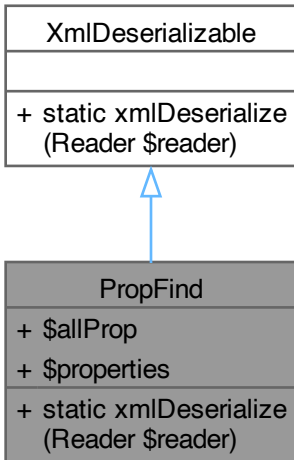 XmlDeserializable
+ static xmlDeserialize
(Reader $reader)
PropFind
+ $allProp
+ $properties
+ static xmlDeserialize
(Reader $reader)